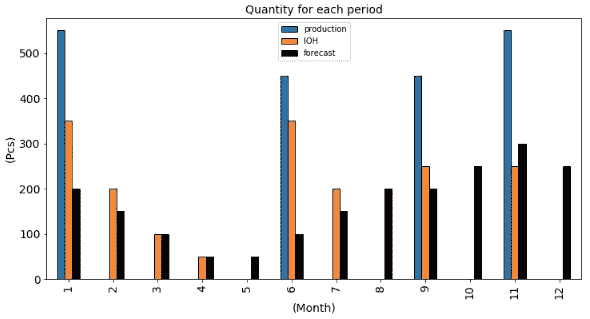 Quantity for each period
production
IOH
forecast
(Pcs)
500
400
300
200
100
0
1 2 3 4 5 6 7 8 9 10 11 12
(Month)